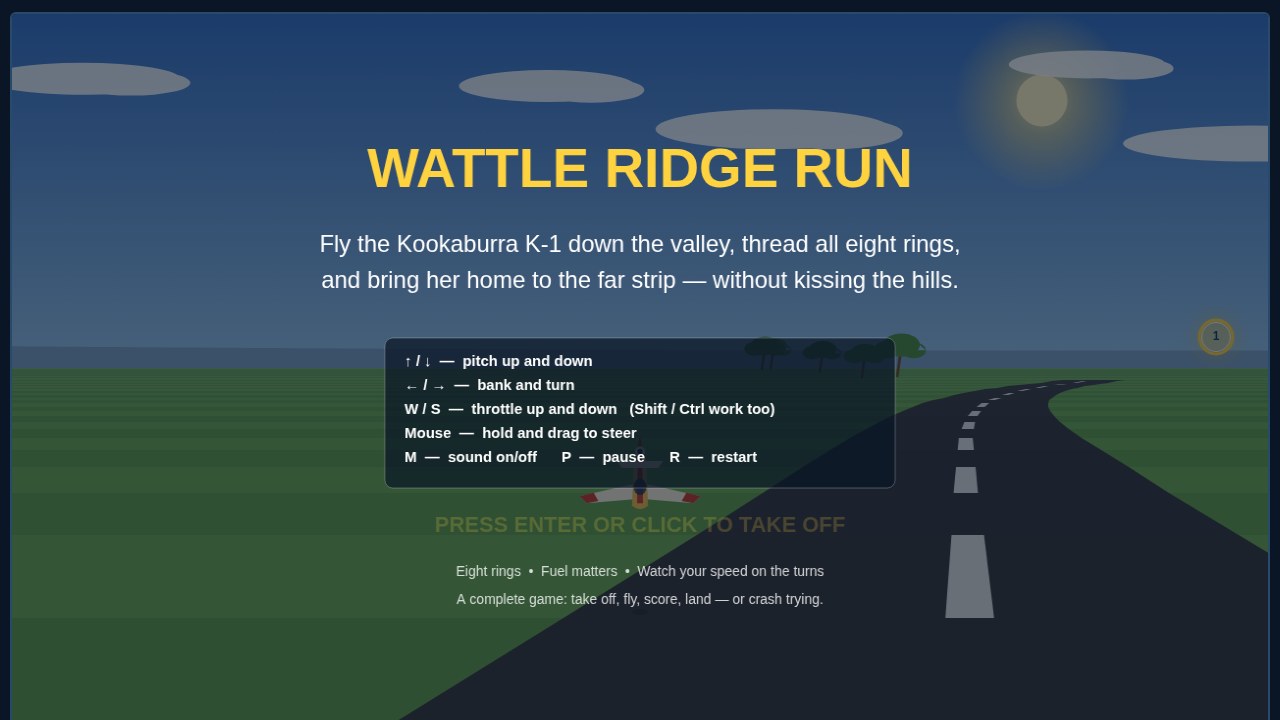 WATTLE RIDGE RUN
Fly the Kookaburra K-1 down the valley, thread all eight rings,
and bring her home to the far strip — without kissing the hills.
1
↑ / ↓ — pitch up and down
← / → — bank and turn
W / S — throttle up and down (Shift / Ctrl work too)
Mouse — hold and drag to steer
M — sound on/off P — pause R — restart
PRESS ENTER OR CLICK TO TAKE OFF
Eight rings • Fuel matters • Watch your speed on the turns
A complete game: take off, fly, score, land — or crash trying.